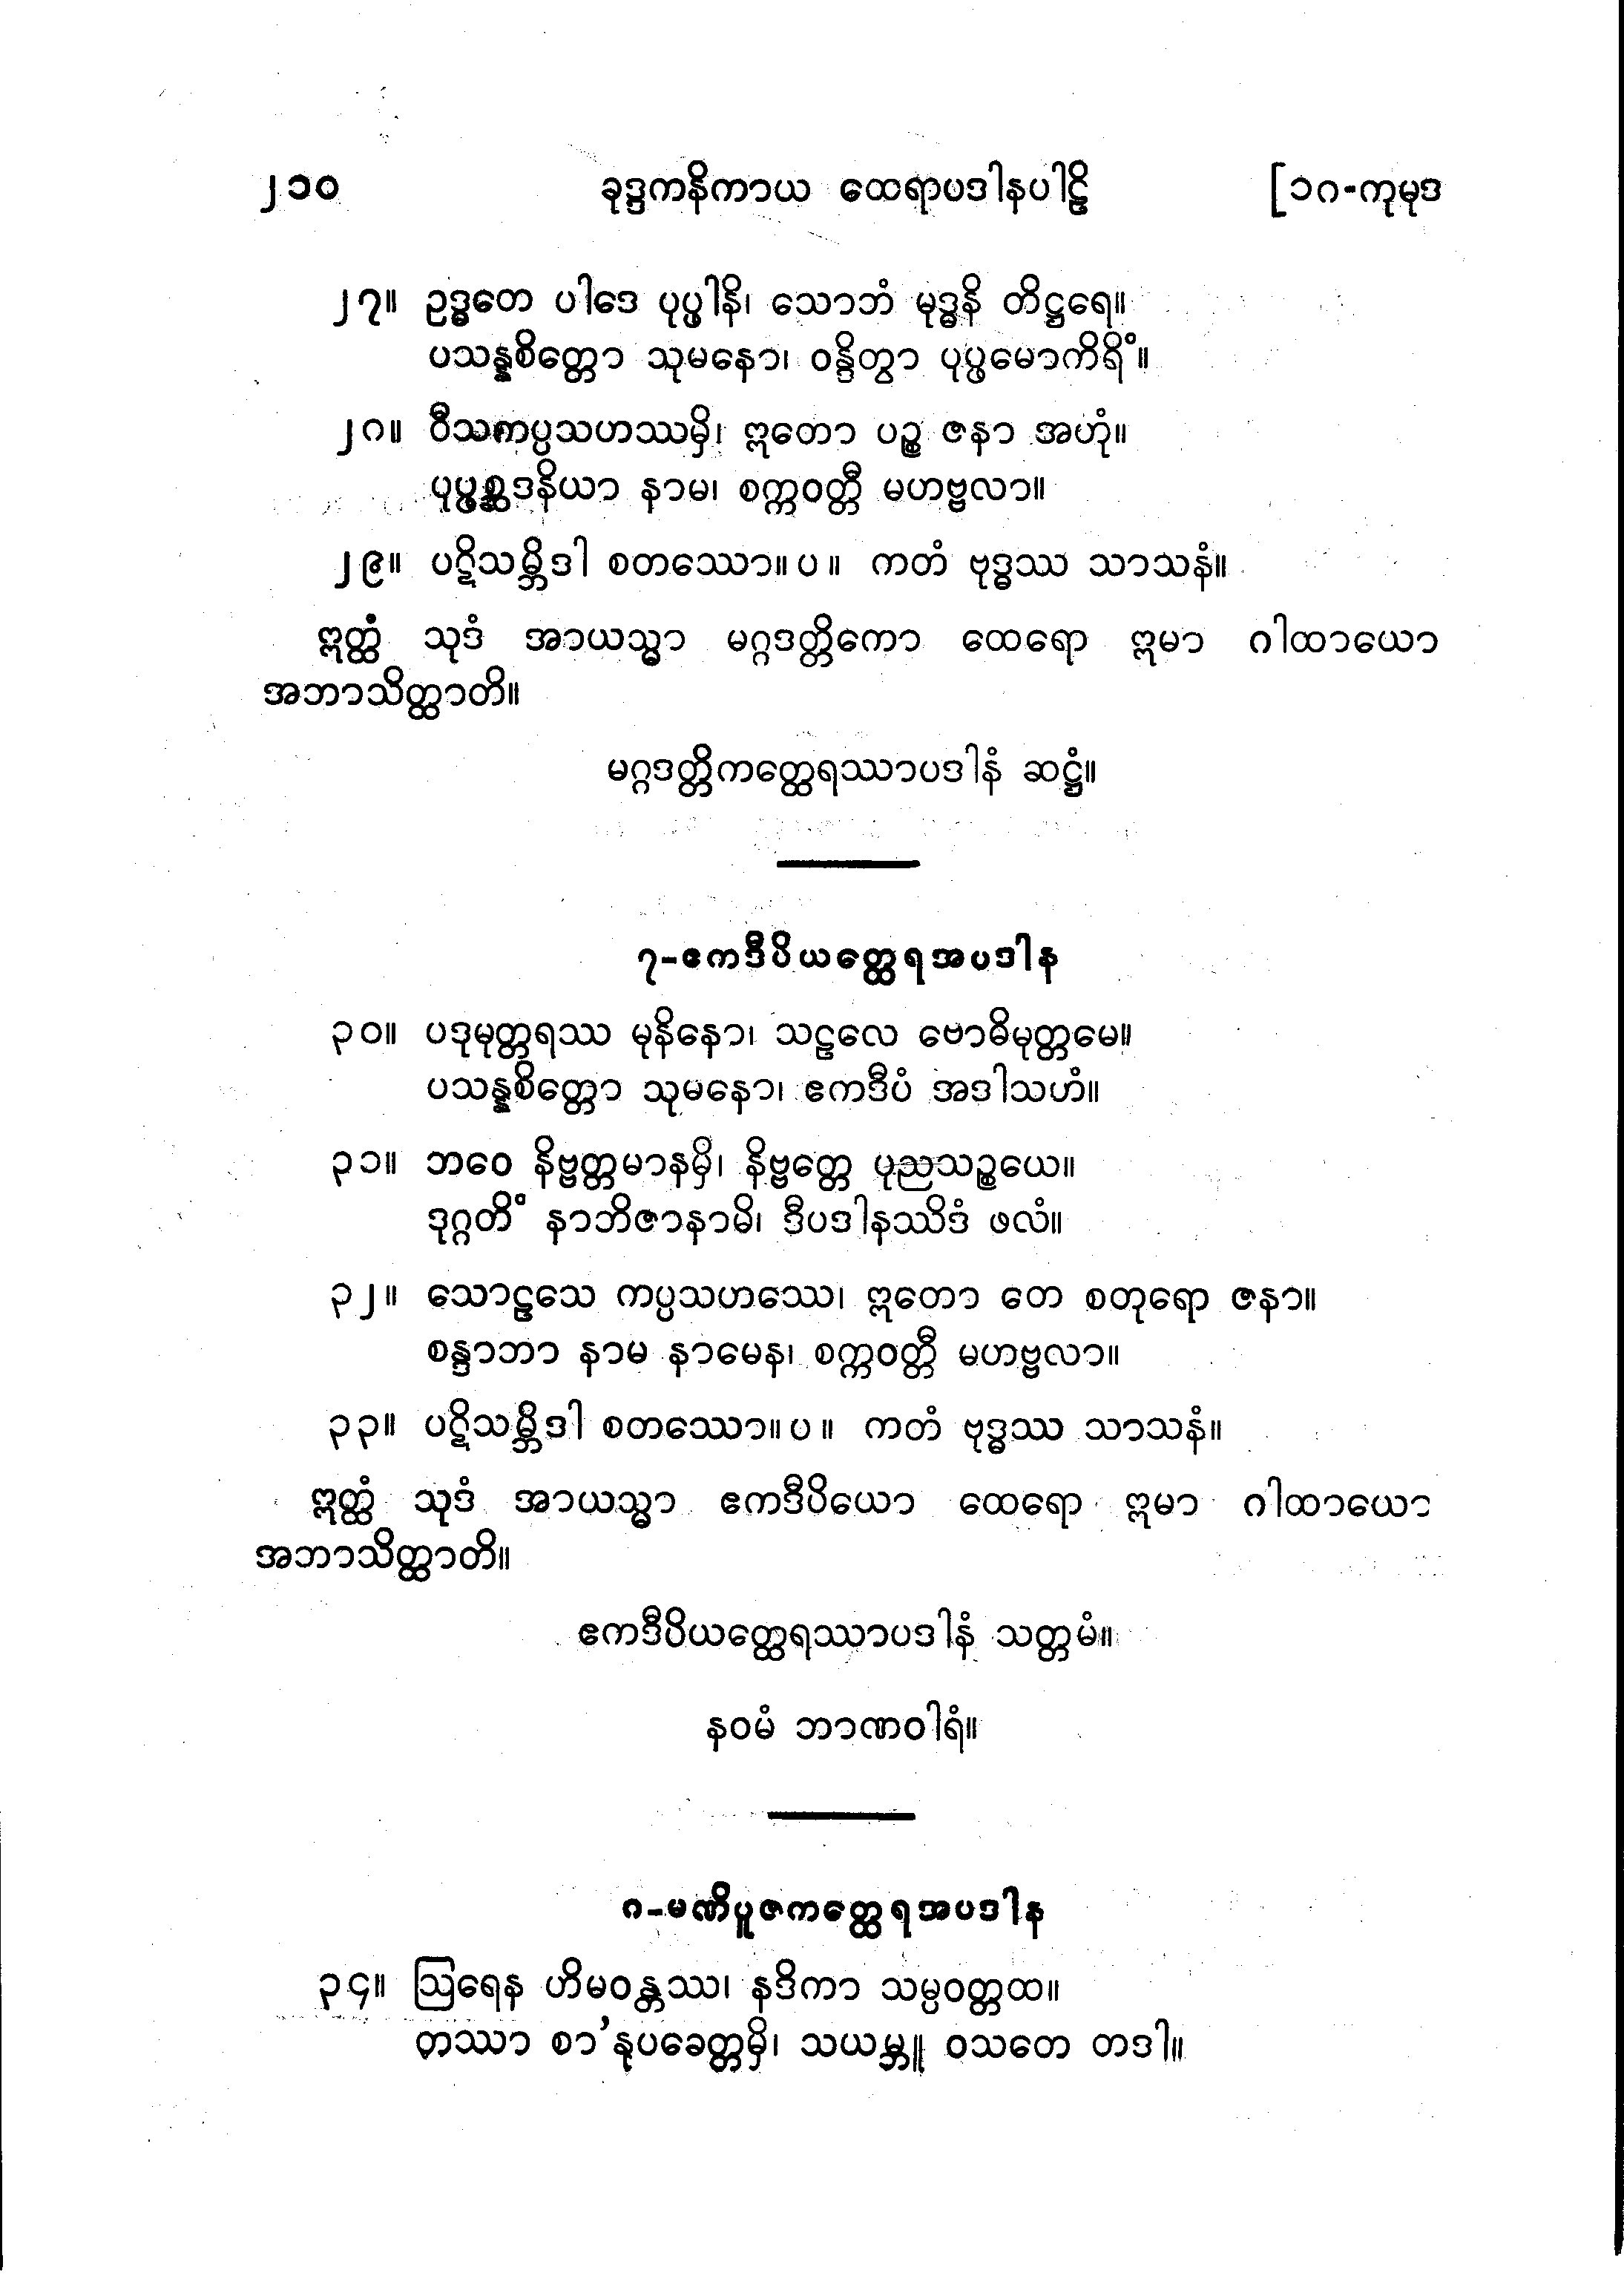 ၂၁၀ ခုဒ္ဒကနိကာယ ထေရာပဒါနပါဠိ [၁၈-ကုမုဒ
၂၇။ ဥဒ္ဓတေ ပါဒေ ပုပ္ဖါနိ၊ သောဘံ မုဒ္ဓနိ တိဋ္ဌရေ။
ပသန္နစိတ္တော သုမနော၊ ဝန္ဒိတွာ ပုပ္ဖမောကိရိံ။
၂၈။ ဝီသကပ္ပသဟဿမှိ၊ ဣတော ပဉ္စ ဇနာ အဟုံ။
ပုပ္ဖစ္ဆဒနိယာ နာမ၊ စက္ကဝတ္တီ မဟဗ္ဗလာ။
၂၉။ ပဋိသမ္ဘိဒါ စတဿော။ပ။ ကတံ ဗုဒ္ဓဿ သာသနံ။
ဣတ္ထံ သုဒံ အာယသ္မာ မဂ္ဂဒတ္တိကော ထေရော ဣမာ ဂါထာယော
အဘာသိတ္ထာတိ။
မဂ္ဂဒတ္တိကတ္ထေရဿာပဒါနံ ဆဋ္ဌံ။
၇-ဧကဒီပိယတ္ထေရအပဒါန
၃၀။ ပဒုမုတ္တရဿ မုနိနော၊ သဠလေ ဗောဓိမုတ္တမေ။
ပသန္နစိတ္တော သုမနော၊ ဧကဒီပံ အဒါသဟံ။
၃၁။ ဘဝေ နိဗ္ဗတ္တမာနမှိ၊ နိဗ္ဗတ္တေ ပုညသဉ္စယေ။
ဒုဂ္ဂတိံ နာဘိဇာနာမိ၊ ဒီပဒါနဿိဒံ ဖလံ။
၃၂။ သောဠသေ ကပ္ပသဟဿေ၊ ဣတော တေ စတုရော ဇနာ။
စန္ဒာဘာ နာမ နာမေန၊ စက္ကဝတ္တီ မဟဗ္ဗလာ။
၃၃။ ပဋိသမ္ဘိဒါ စတဿော။ပ။ ကတံ ဗုဒ္ဓဿ သာသနံ။
ဣတ္ထံ သုဒံ အာယသ္မာ ဧကဒီပိယော ထေရော ဣမာ ဂါထာယော
အဘာသိတ္ထာတိ။
ဧကဒီပိယတ္ထေရဿာပဒါနံ သတ္တမံ။
နဝမံ ဘာဏဝါရံ။
၈-မဏိပူဇကတ္ထေရအပဒါန
၃၄။ ဩရေန ဟိမဝန္တဿ၊ နဒိကာ သမ္ပဝတ္တထ။
တဿာ စာ'နုပခေတ္တမှိ၊ သယမ္ဘူ ဝသတေ တဒါ။